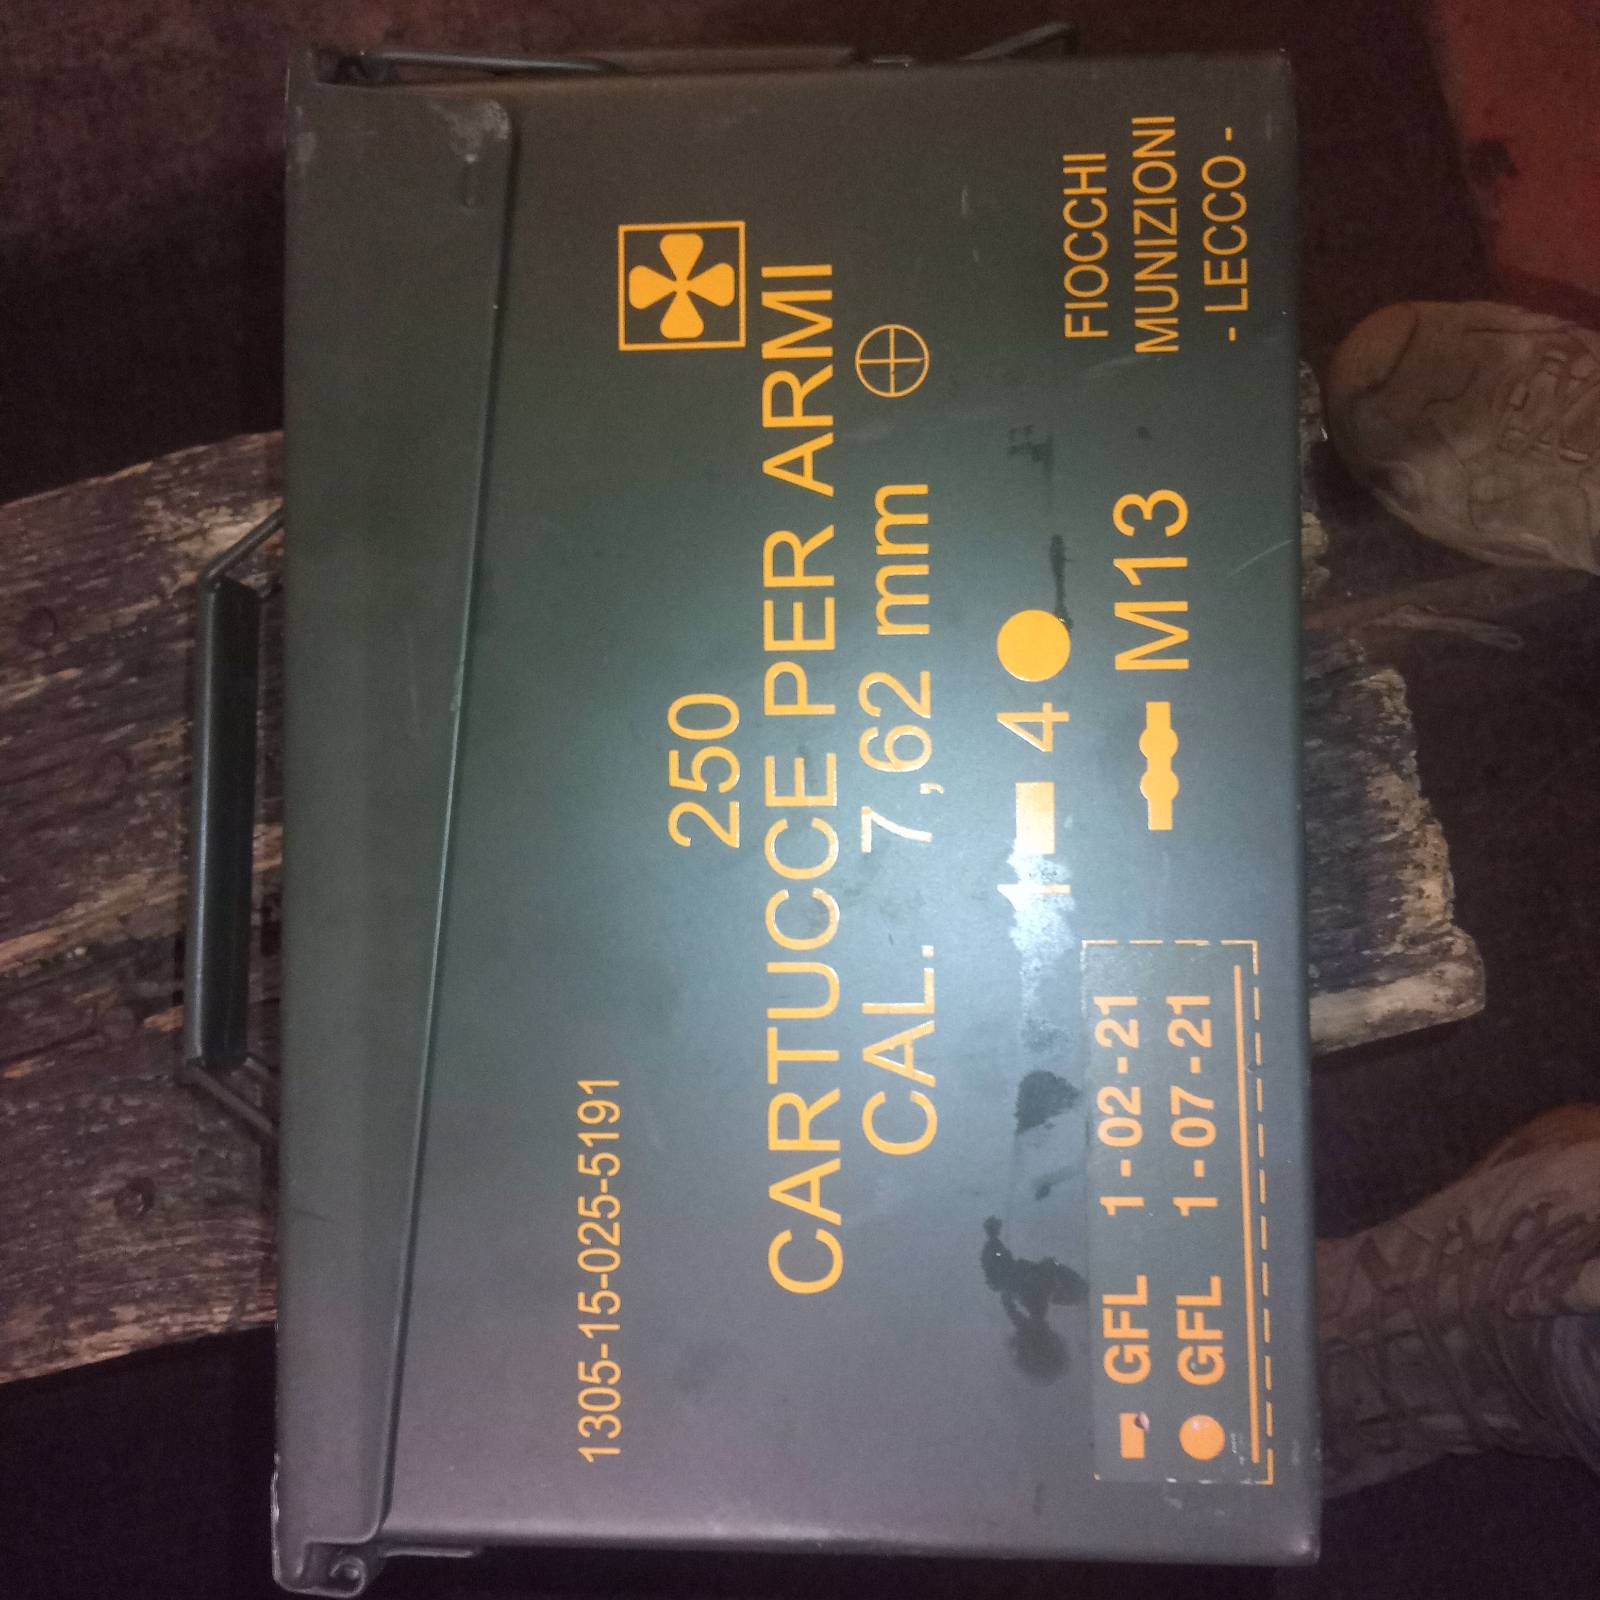 1305-15-025-5191
250
CARTUCCE PER ARMI
CAL. 7,62 mm
1 4
M13
GFL 1-02-21
GFL 1-07-21
FIOCCHI
MUNIZIONI
- LECCO -